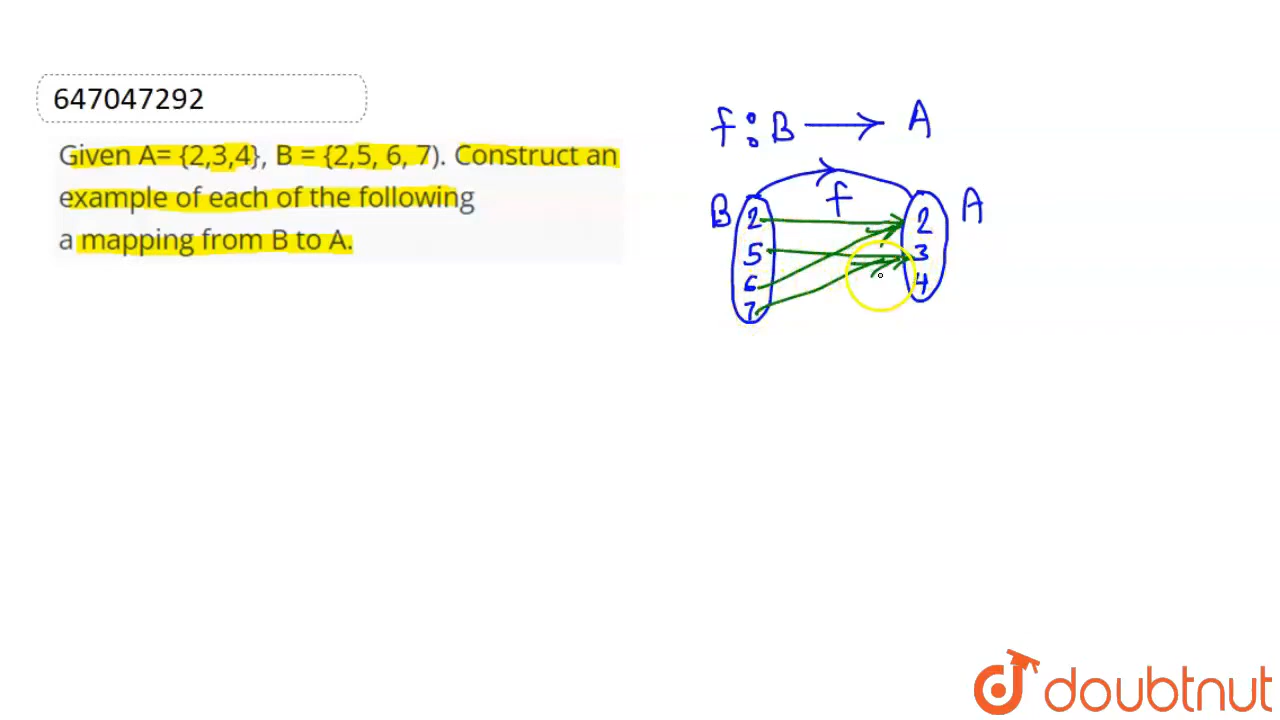 647047292
Given A= {2,3,4}, B = {2,5, 6, 7). Construct an
example of each of the following
a mapping from B to A.
f : B → A
f
B
A
2
5
6
7
2
3
4
doubtnut